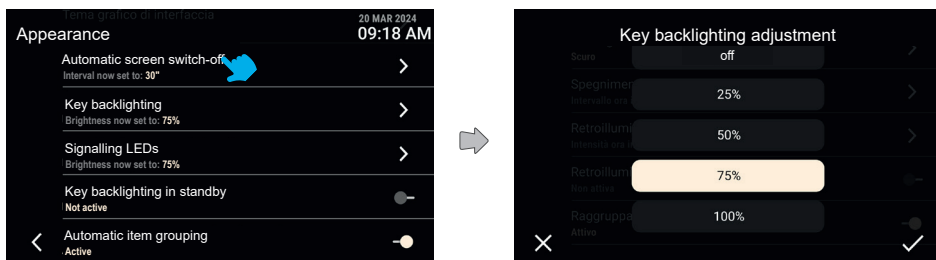 Tema grafico di interfaccia
20 MAR 2024
Appearance
09:18 AM
Automatic screen switch-off
Interval now set to: 30"
Key backlighting
Brightness now set to: 75%
Signalling LEDs
Brightness now set to: 75%
Key backlighting in standby
Not active
Automatic item grouping
Active
Key backlighting adjustment
Scuro
off
Spegnimen
Intervallo ora
25%
Retroillumi
Intensità ora
50%
Retroillumi
Non attiva
75%
Raggruppa
Attivo
100%